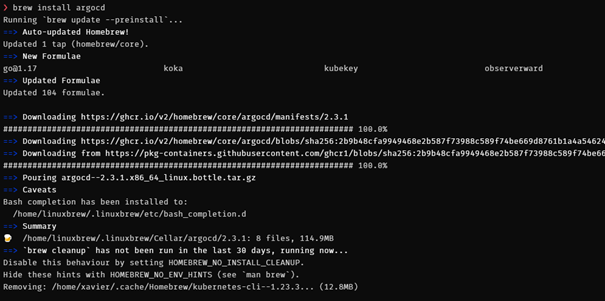 ❯ brew install argocd
Running `brew update --preinstall`...
==> Auto-updated Homebrew!
Updated 1 tap (homebrew/core).
==> New Formulae
go@1.17 koka kubekey observerward
==> Updated Formulae
Updated 104 formulae.
==> Downloading https://ghcr.io/v2/homebrew/core/argocd/manifests/2.3.1
######################################################################## 100.0%
==> Downloading https://ghcr.io/v2/homebrew/core/argocd/blobs/sha256:2b9b48cfa9949468e2b587f73988c589f74be669d8761b1a4a54624
==> Downloading from https://pkg-containers.githubusercontent.com/ghcr1/blobs/sha256:2b9b48cfa9949468e2b587f73988c589f74be66
######################################################################## 100.0%
==> Pouring argocd--2.3.1.x86_64_linux.bottle.tar.gz
==> Caveats
Bash completion has been installed to:
/home/linuxbrew/.linuxbrew/etc/bash_completion.d
==> Summary
🍺 /home/linuxbrew/.linuxbrew/Cellar/argocd/2.3.1: 8 files, 114.9MB
==> `brew cleanup` has not been run in the last 30 days, running now...
Disable this behaviour by setting HOMEBREW_NO_INSTALL_CLEANUP.
Hide these hints with HOMEBREW_NO_ENV_HINTS (see `man brew`).
Removing: /home/xavier/.cache/Homebrew/kubernetes-cli--1.23.3... (12.8MB)